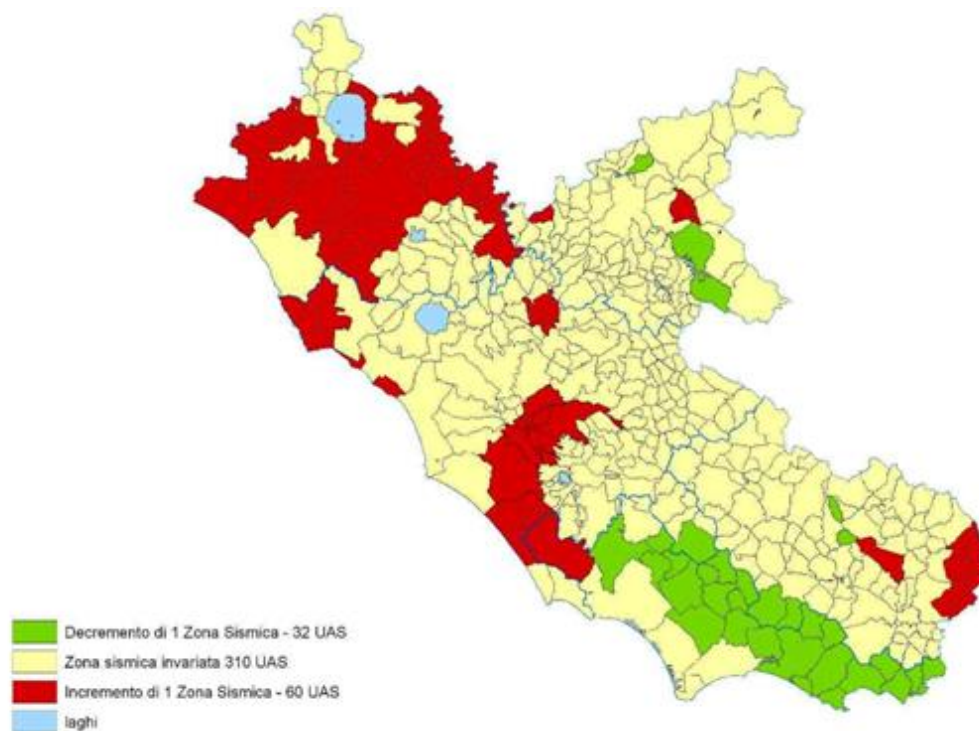 Decremento di 1 Zona Sismica - 32 UAS
Zona sismica invariata 310 UAS
Incremento di 1 Zona Sismica - 60 UAS
laghi